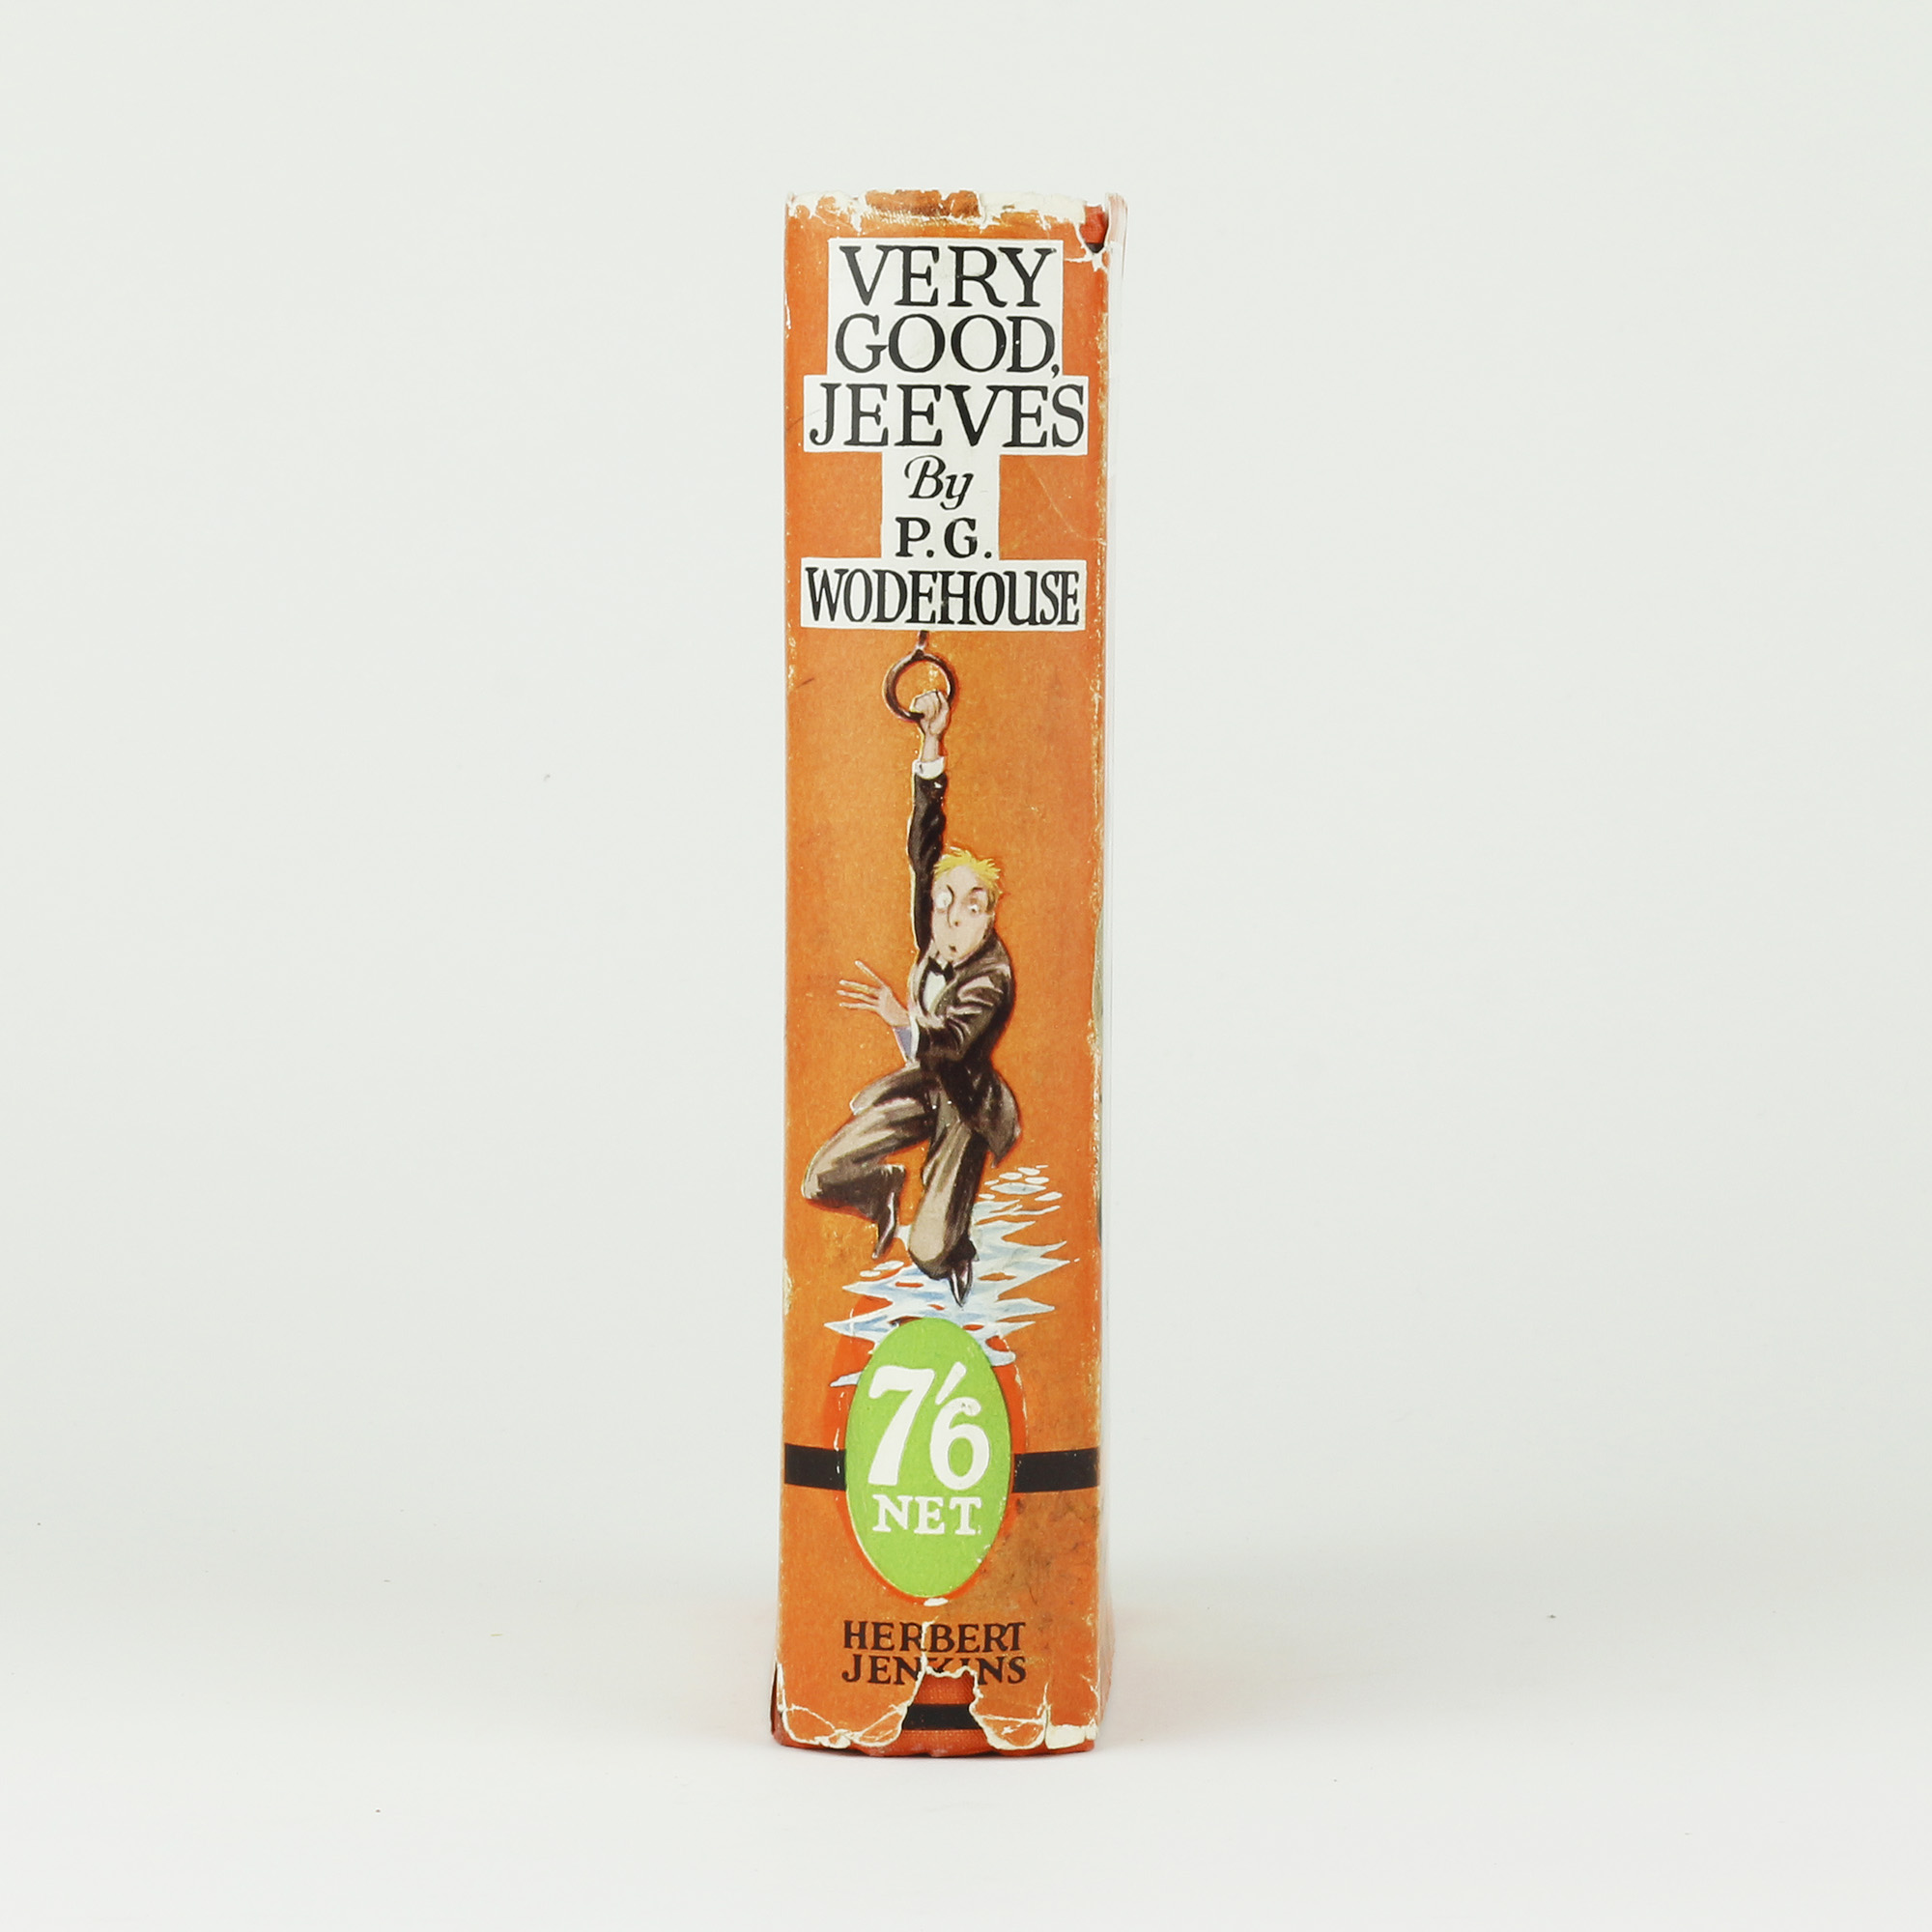 VERY
GOOD,
JEEVES
By
P.G.
WODEHOUSE
7'6
NET
HERBERT
JENKINS